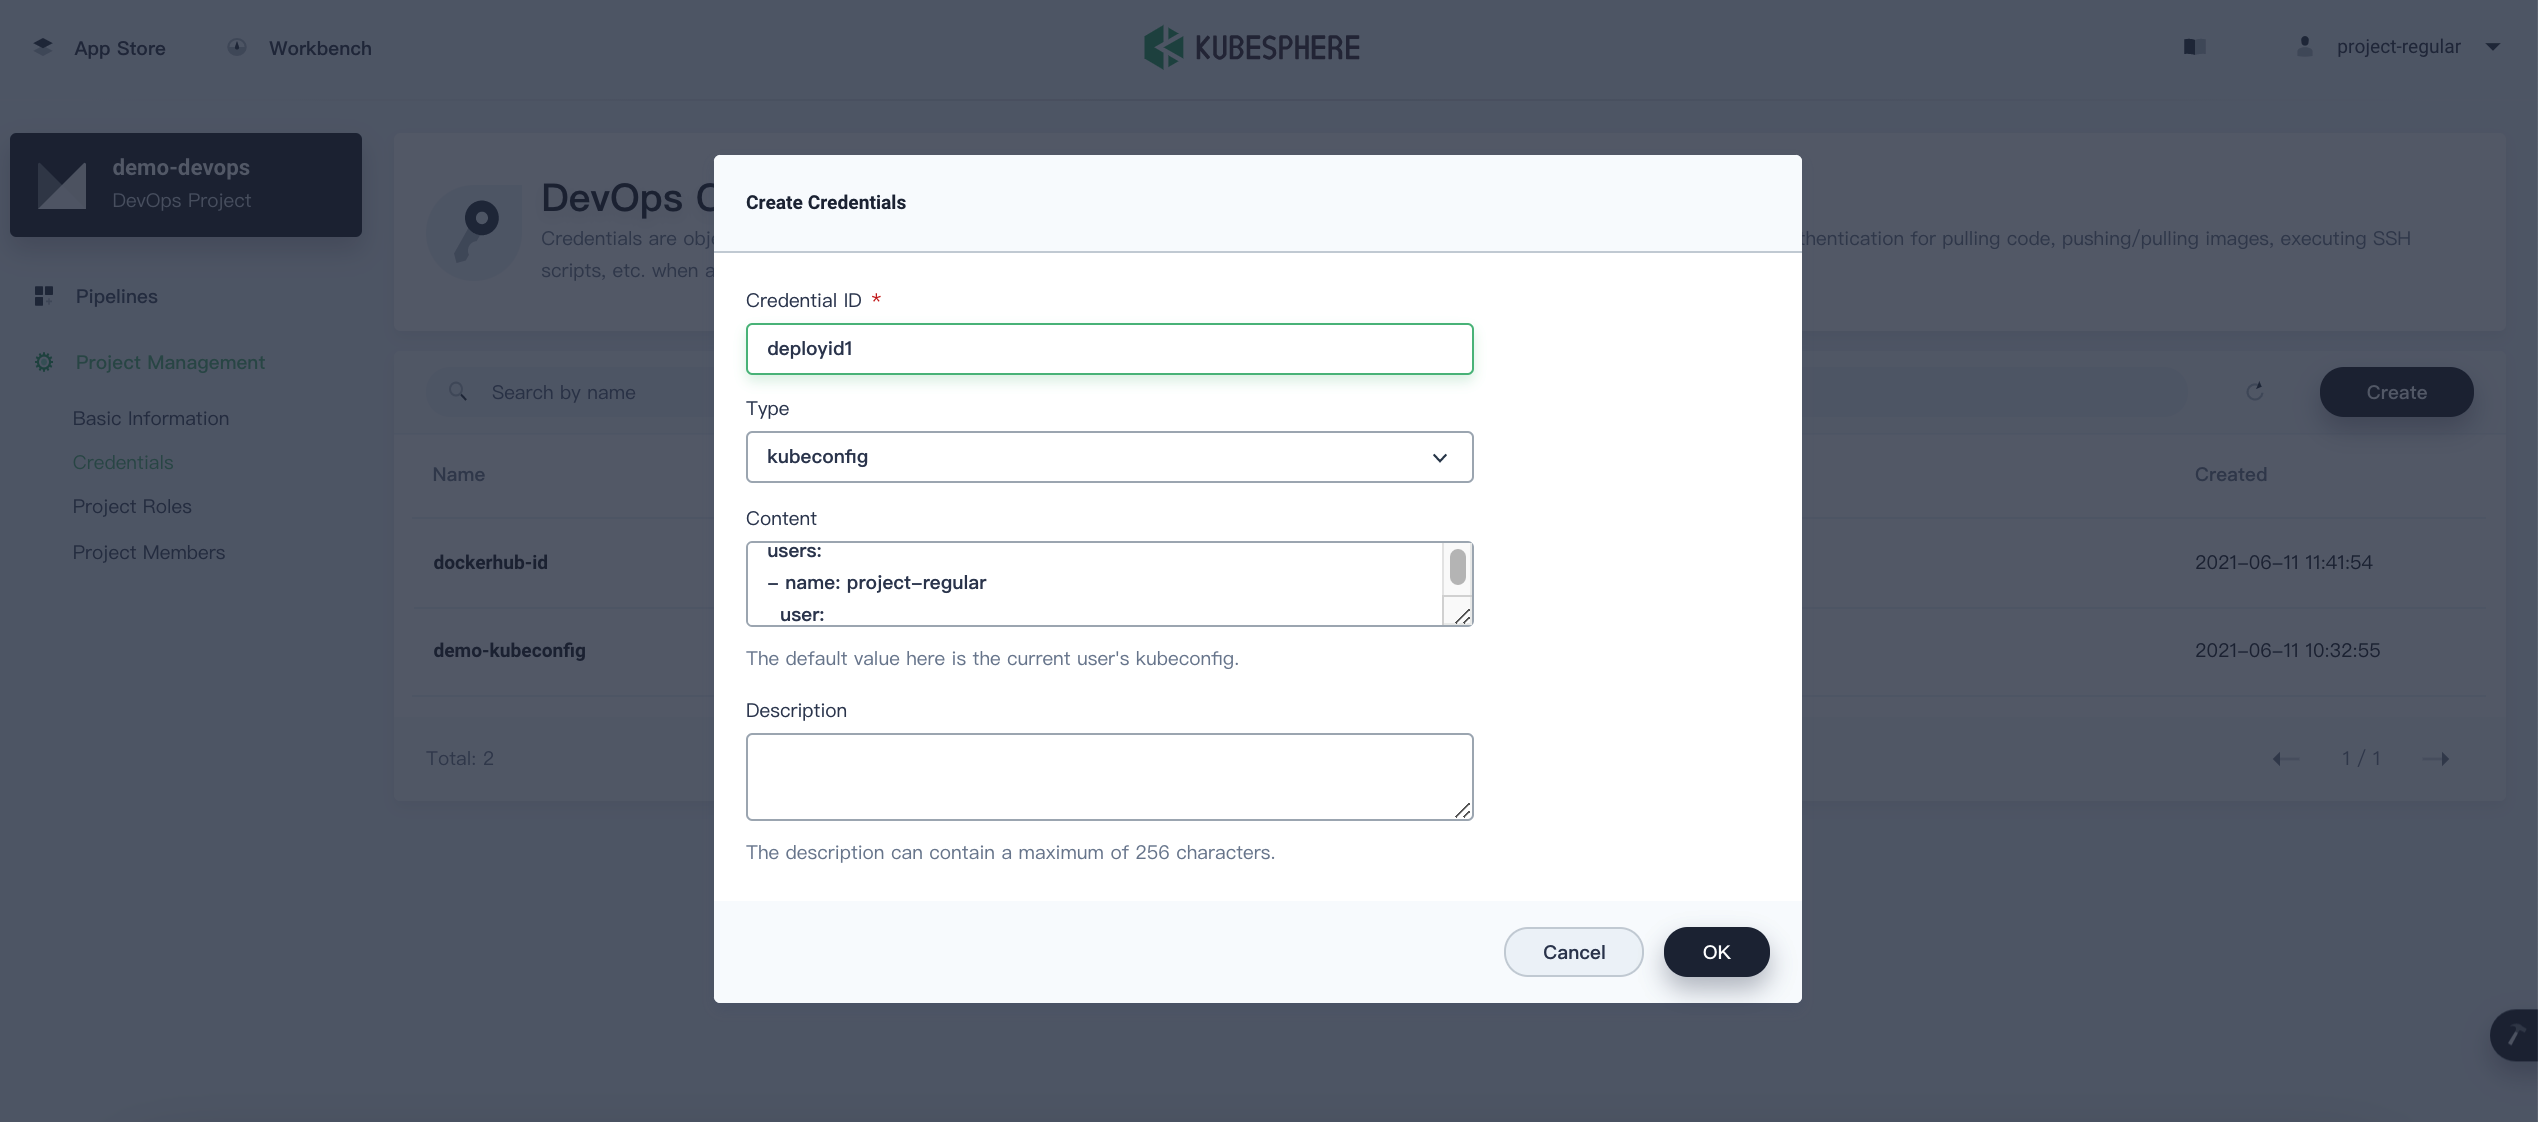 App Store
Workbench
KUBESPHERE
project-regular
demo-devops
DevOps Project
Pipelines
Project Management
Basic Information
Credentials
Project Roles
Project Members
DevOps
Credentials are
thentication for pulling code, pushing/pulling images, executing SSH
scripts, etc. when a
Search by name
Create
Name
Created
dockerhub-id
2021-06-11 11:41:54
demo-kubeconfig
2021-06-11 10:32:55
Total: 2
1 / 1
Create Credentials
Credential ID *
deployid1
Type
kubeconfig
Content
users:
- name: project-regular
user:
The default value here is the current user's kubeconfig.
Description
The description can contain a maximum of 256 characters.
Cancel
OK